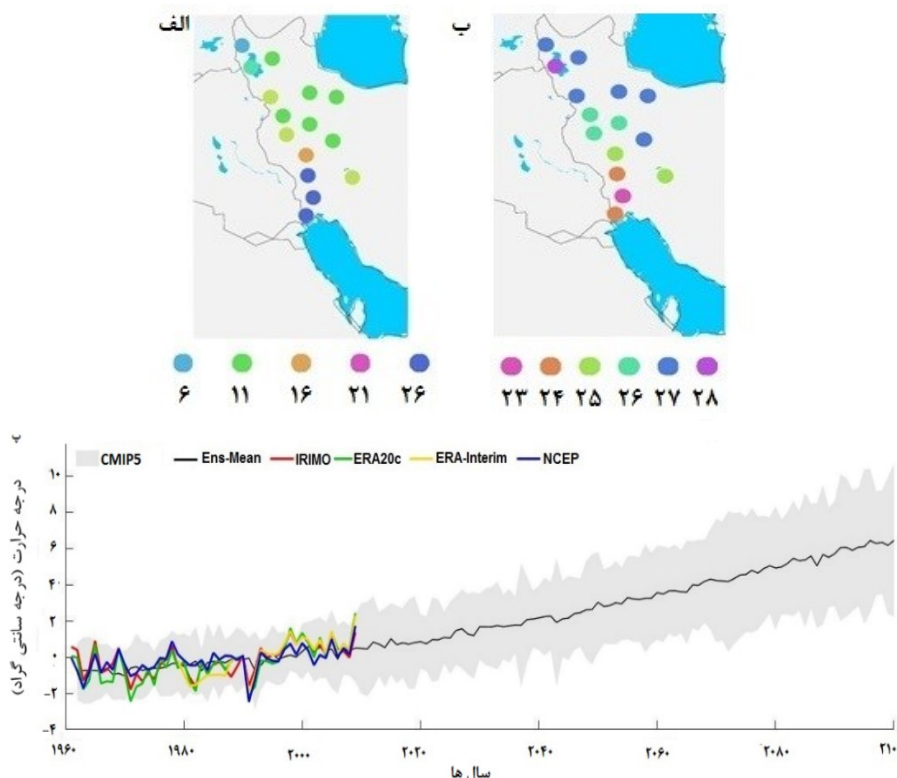 الف
ب
۶ ۱۱ ۱۶ ۲۱ ۲۶
۲۳ ۲۴ ۲۵ ۲۶ ۲۷ ۲۸
CMIP5 Ens-Mean IRIMO ERA20c ERA-Interim NCEP
درجه حرارت (درجه سانتی گراد)
۱۰
۸
۶
۴۰
۲
۰
-۲
-۴
۱۹۶۰ ۱۹۸۰ ۲۰۰۰ ۲۰۲۰ ۲۰۴۰ ۲۰۶۰ ۲۰۸۰ ۲۱۰
سال ها